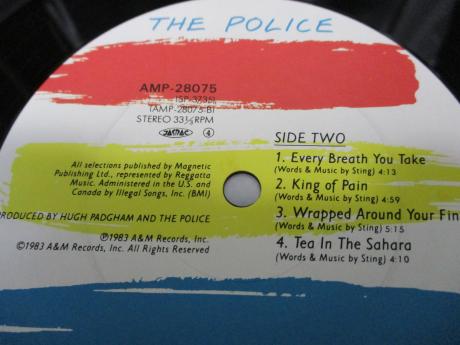 THE POLICE
AMP-28075
(SP-3735)
(AMP-28075-B)
STEREO 33⅓RPM
JASRAC 4
SIDE TWO
All selections published by Magnetic
Publishing Ltd., represented by Reggatta
Music. Administered in the U.S. and
Canada by Illegal Songs, Inc. (BMI)
1. Every Breath You Take
(Words & Music by Sting) 4:13
2. King of Pain
(Words & Music by Sting) 4:59
3. Wrapped Around Your Fin
(Words & Music by Sting) 5:15
4. Tea In The Sahara
(Words & Music by Sting) 4:10
RODUCED BY HUGH PADGHAM AND THE POLICE
℗1983 A&M Records, Inc.
©1983 A&M Records, Inc. All Rights Reserved